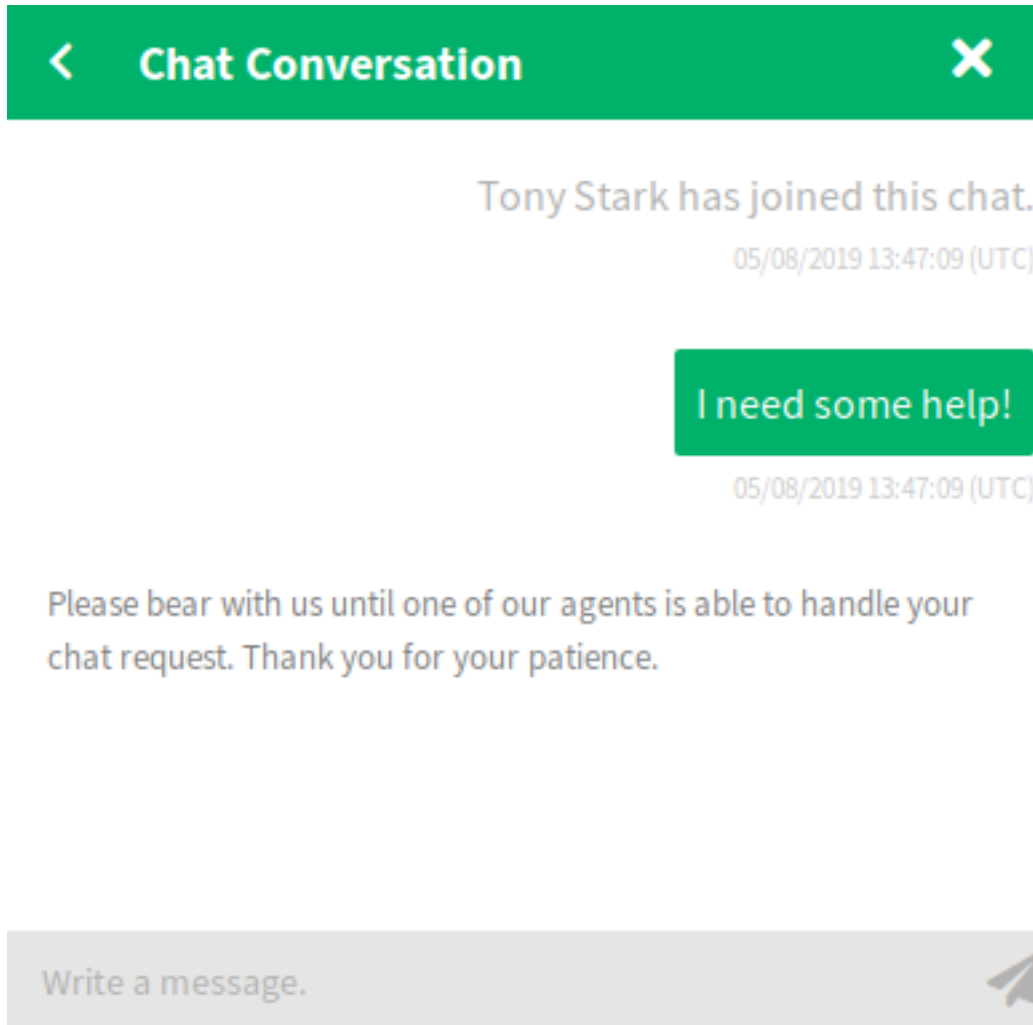 Chat Conversation
Tony Stark has joined this chat.
05/08/2019 13:47:09 (UTC)
I need some help!
05/08/2019 13:47:09 (UTC)
Please bear with us until one of our agents is able to handle your
chat request. Thank you for your patience.
Write a message.